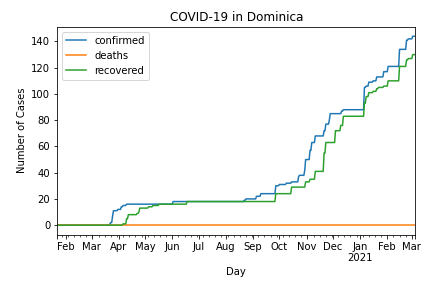 COVID-19 in Dominica
confirmed
deaths
recovered
Number of Cases
140
120
100
80
60
40
20
0
Feb Mar Apr May Jun Jul Aug Sep Oct Nov Dec Jan Feb Mar
2021
Day